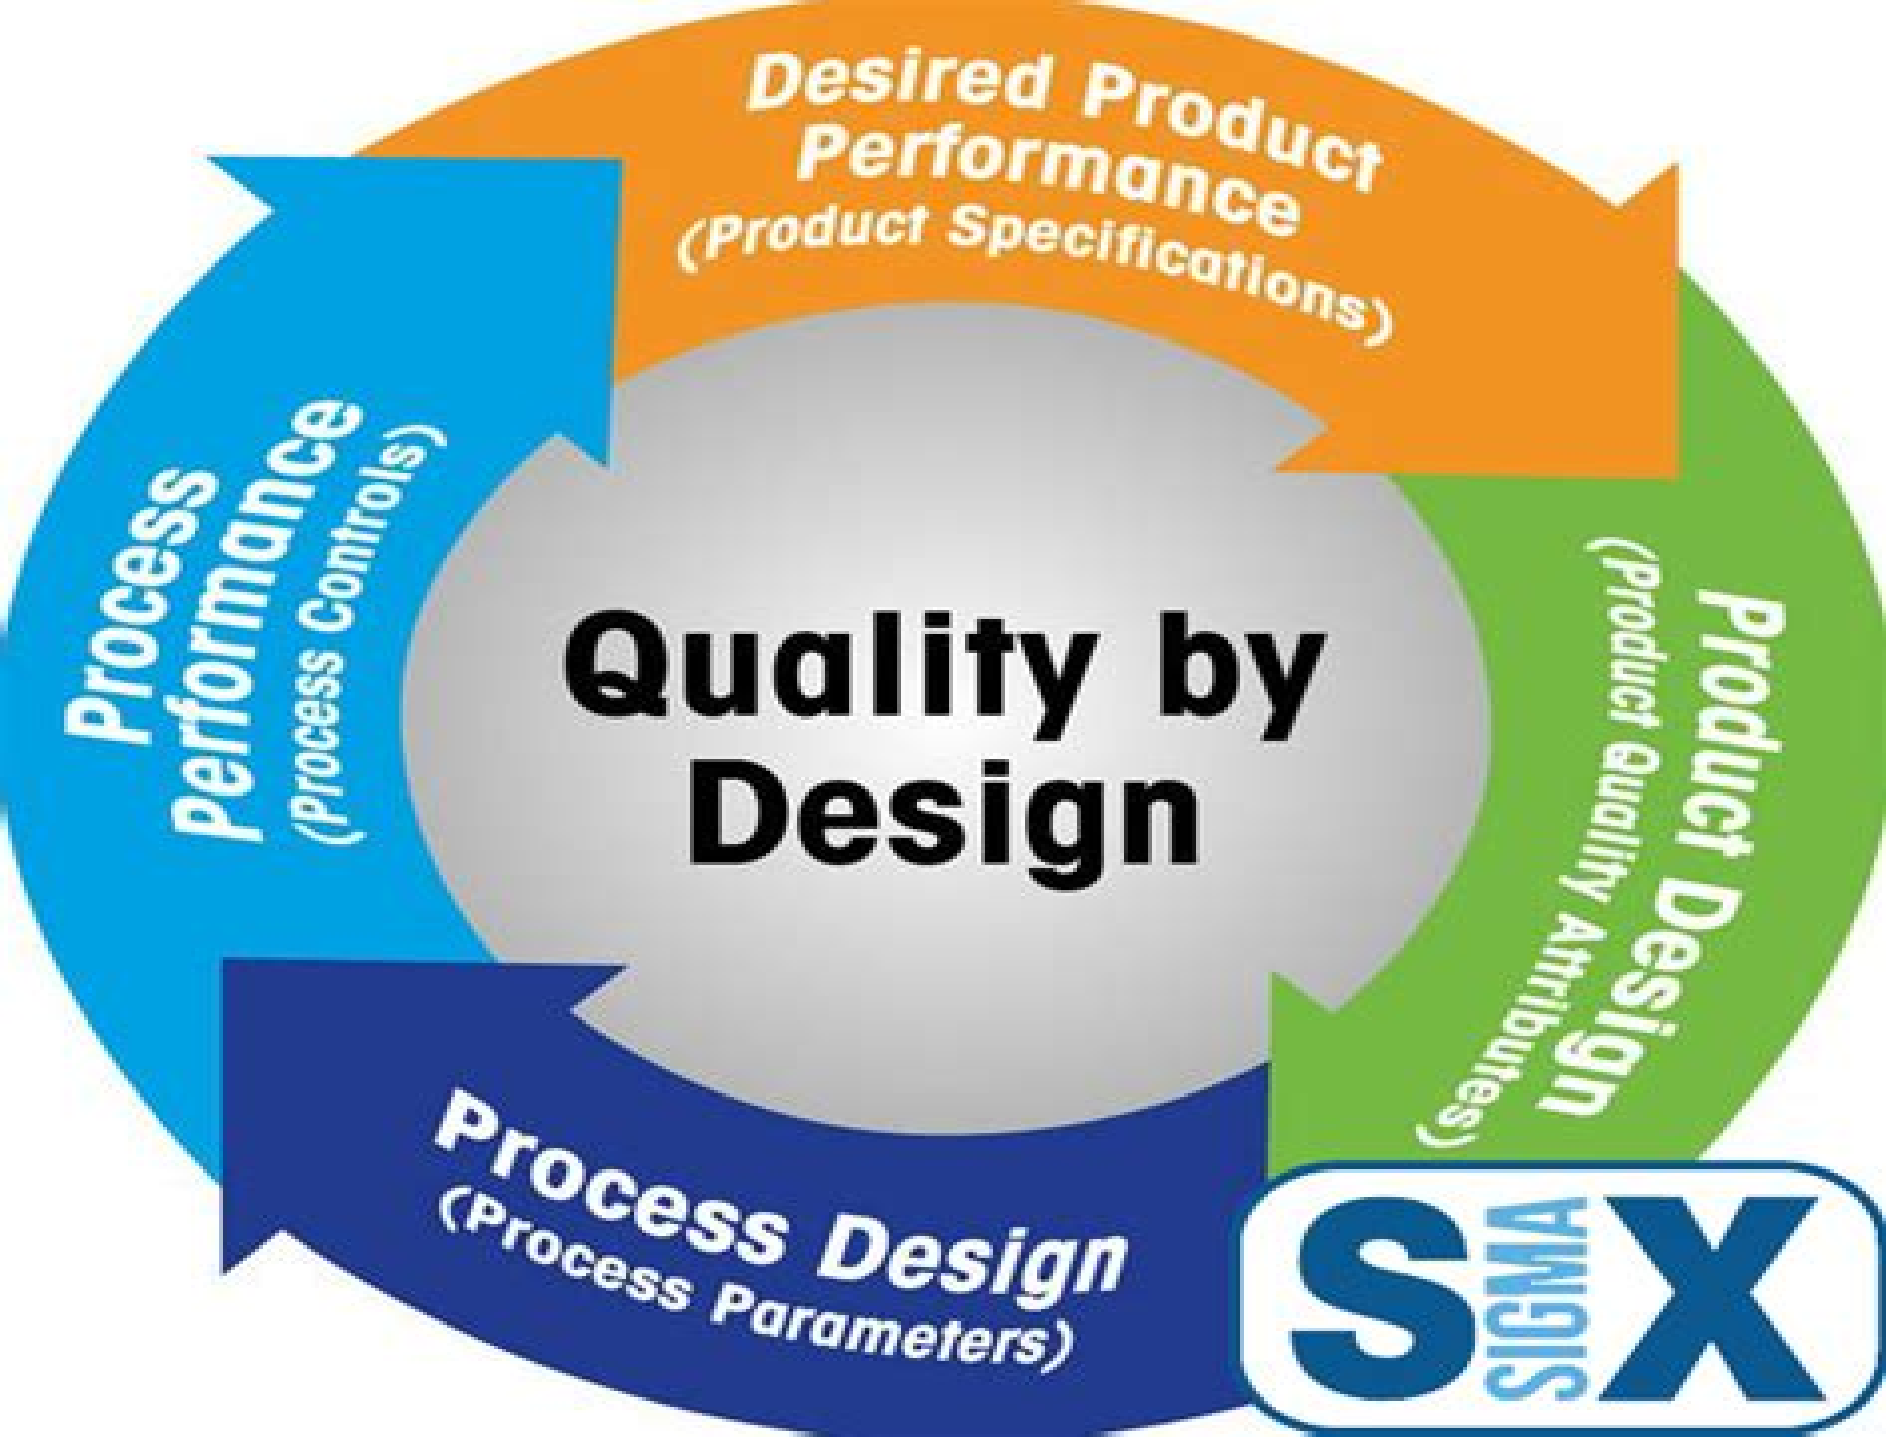 Desired Product
Performance
(Product Specifications)
Product Design
(Product Quality Attributes)
Process Design
(Process Parameters)
Process
Performance
(Process Controls)
Quality by
Design
SIX
SIGMA